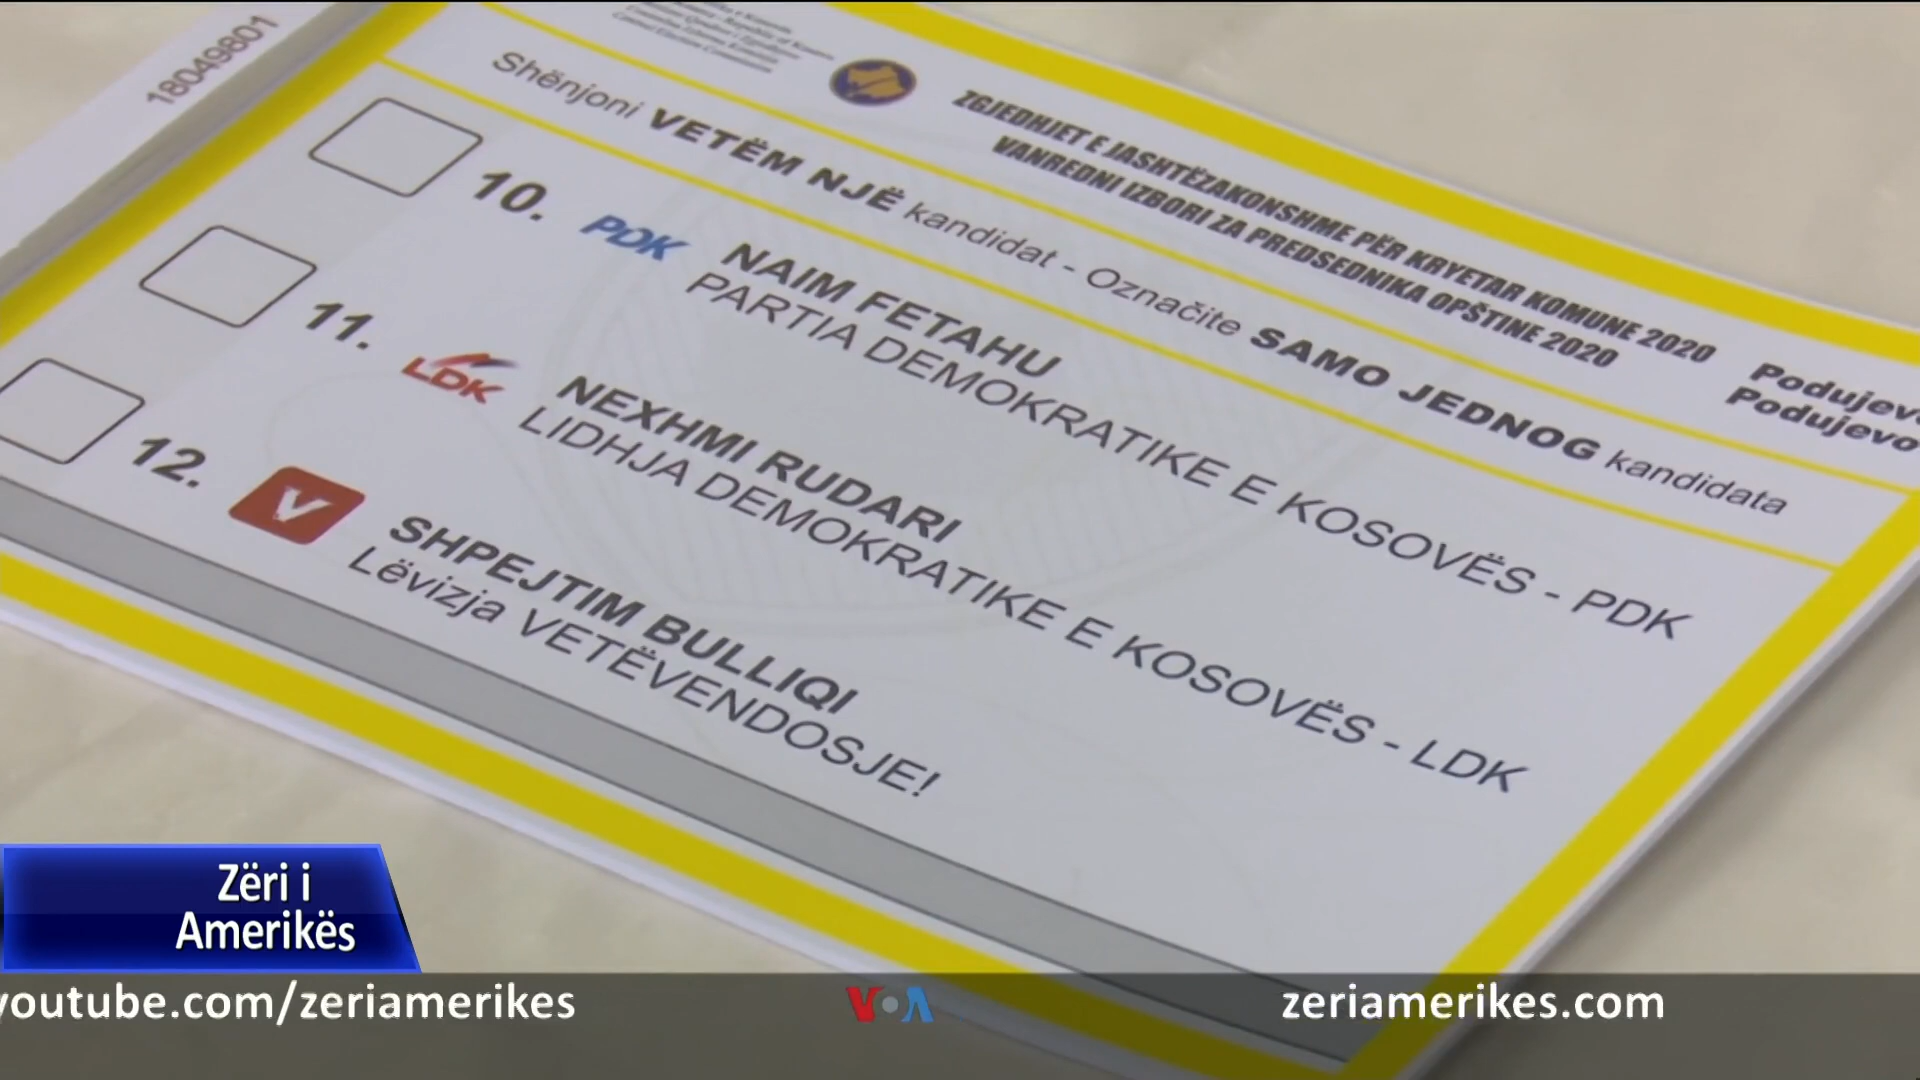 18049801
Shënjoni VETËM NJË kandidat - Označite SAMO JEDNOG kandidata
ZGJEDHJET E JASHTËZAKONSHME PËR KRYETAR KOMUNE 2020
VANREDNI IZBORI ZA PREDSEDNIKA OPŠTINE 2020
Podujevo
10. PDK NAIM FETAHU
PARTIA DEMOKRATIKE E KOSOVËS - PDK
11. LDK NEXHMI RUDARI
LIDHJA DEMOKRATIKE E KOSOVËS - LDK
12. V SHPEJTIM BULLIQI
Lëvizja VETËVENDOSJE!
Zëri i
Amerikës
youtube.com/zeriamerikes
VOA
zeriamerikes.com